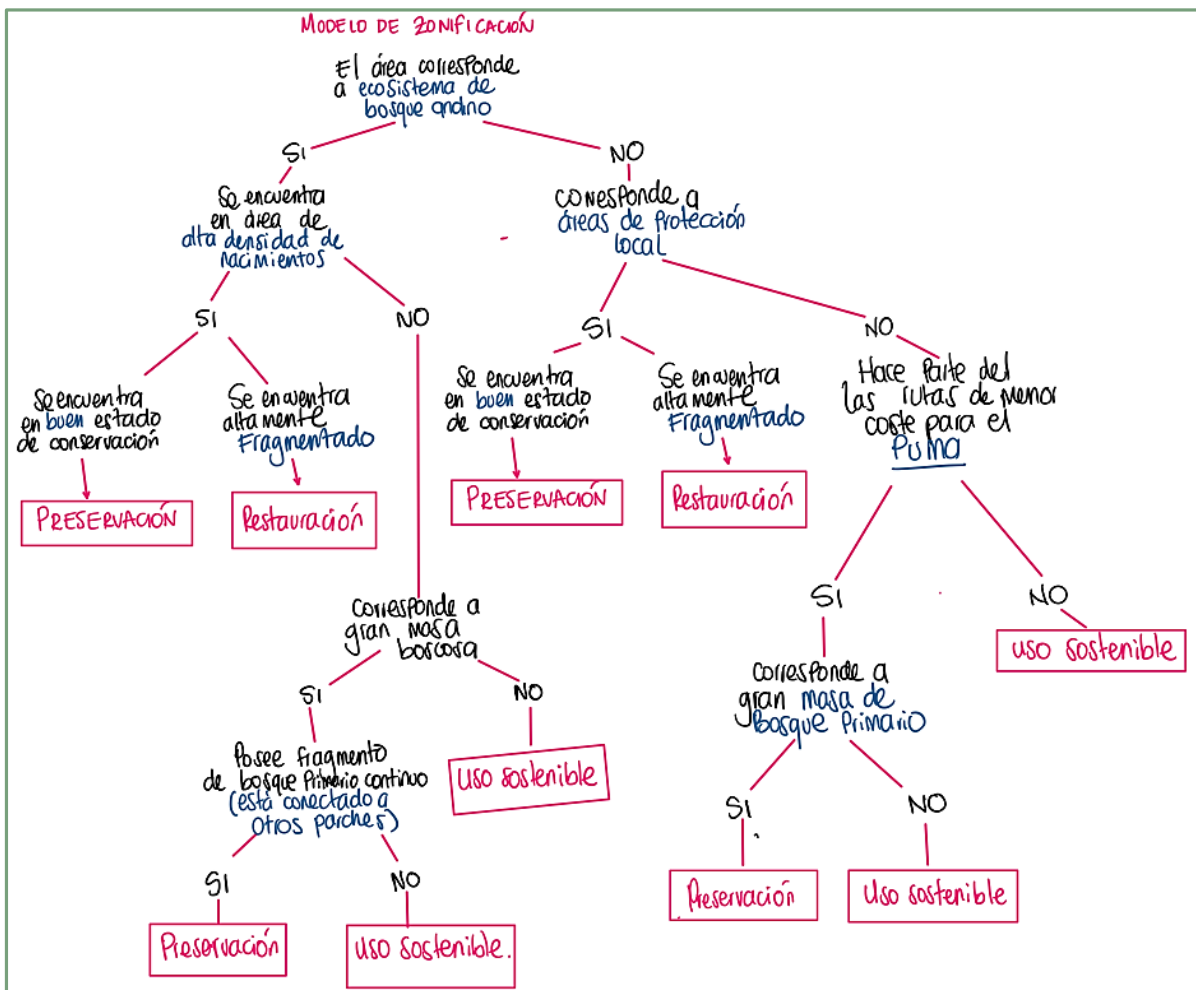 MODELO DE ZONIFICACIÓN
El área corresponde
a ecosistema de
bosque andino
SI
NO
Se encuentra
en área de
alta densidad de
nacimientos
corresponde a
áreas de protección
local
SI
NO
SI
NO
Se encuentra
en buen estado
de conservación
Se encuentra
altamente
Fragmentado
Se encuentra
en buen estado
de conservación
Se encuentra
altamente
Fragmentado
Hace Parte del
las rutas de menor
coste para el
Puma
PRESERVACIÓN
Restauración
PRESERVACIÓN
Restauración
SI
NO
corresponde a
gran masa
boscosa
uso sostenible
SI
NO
corresponde a
gran masa de
Bosque Primario
Posee fragmento
de bosque Primario continuo
(está conectado a
otros parches)
uso sostenible
SI
NO
SI
NO
Preservación
uso sostenible.
Preservación
Uso sostenible